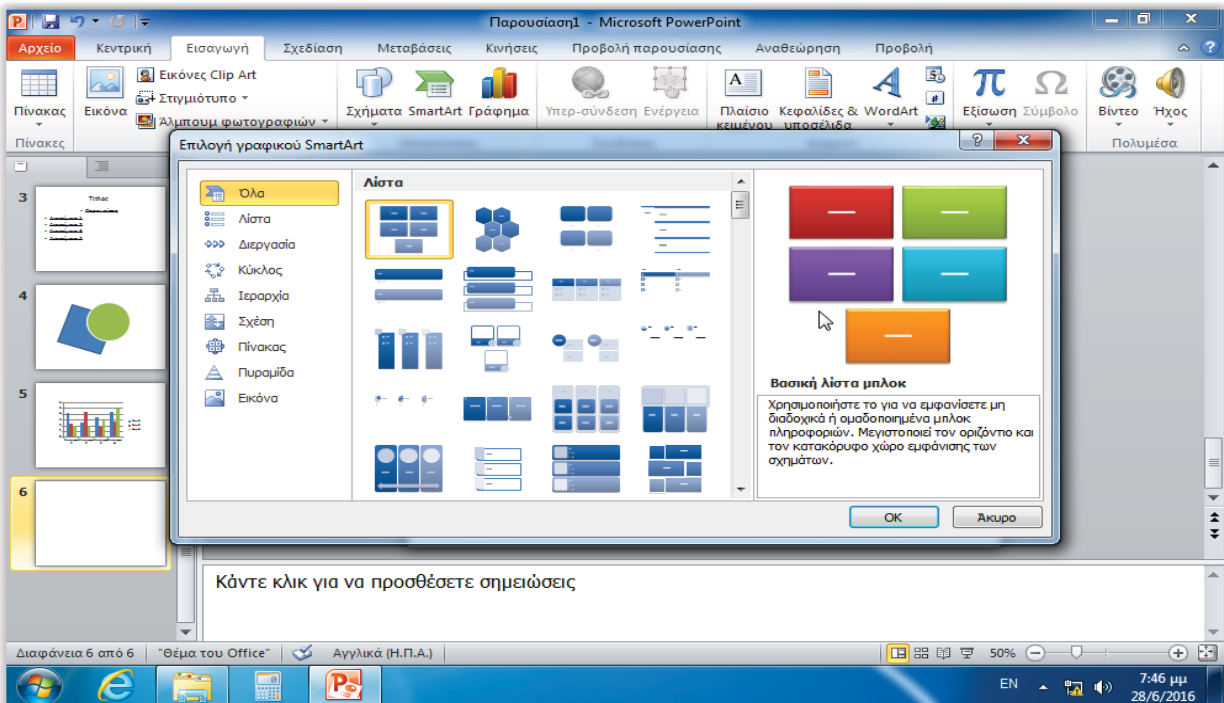 Παρουσίαση1 - Microsoft PowerPoint
Αρχείο Κεντρική Εισαγωγή Σχεδίαση Μεταβάσεις Κινήσεις Προβολή παρουσίασης Αναθεώρηση Προβολή
Εικόνες Clip Art
Στιγμιότυπο
Άλμπουμ φωτογραφιών
Πίνακας Εικόνα Σχήματα SmartArt Γράφημα Υπερ-σύνδεση Ενέργεια Πλαίσιο κειμένου Κεφαλίδες & υποσέλιδα WordArt Εξίσωση Σύμβολο Βίντεο Ήχος
Πίνακες Πολυμέσα
Επιλογή γραφικού SmartArt
Όλα
Λίστα
Διεργασία
Κύκλος
Ιεραρχία
Σχέση
Πίνακας
Πυραμίδα
Εικόνα
Λίστα
Βασική λίστα μπλοκ
Χρησιμοποιήστε το για να εμφανίσετε μη
διαδοχικά ή ομαδοποιημένα μπλοκ
πληροφοριών. Μεγιστοποιεί τον οριζόντιο και
τον κατακόρυφο χώρο εμφάνισης των
σχημάτων.
OK Άκυρο
3
Τίτλος
4
5
6
Κάντε κλικ για να προσθέσετε σημειώσεις
Διαφάνεια 6 από 6 "Θέμα του Office" Αγγλικά (Η.Π.Α.) 50%
EN 7:46 μμ
28/6/2016